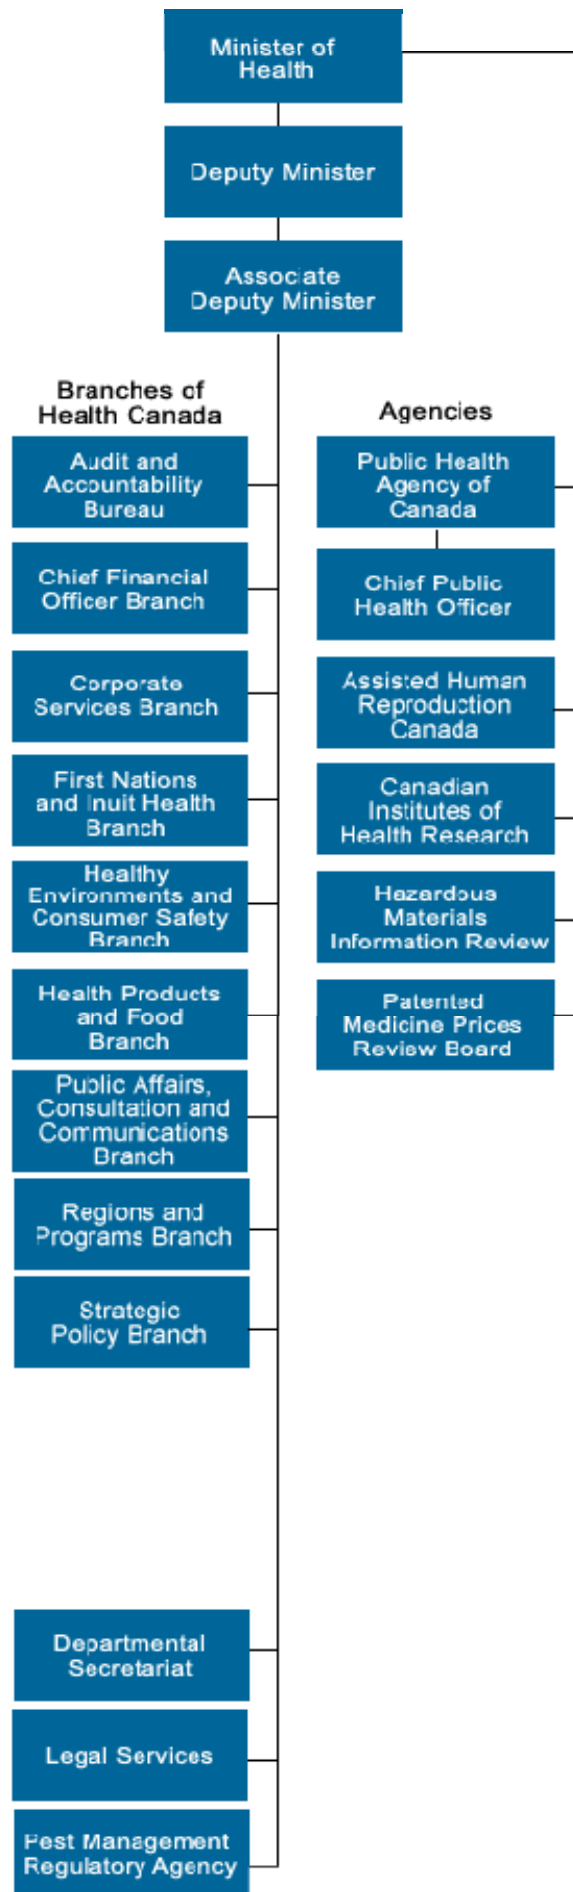 Minister of
Health
Deputy Minister
Associate
Deputy Minister
Branches of
Health Canada
Audit and
Accountability
Bureau
Chief Financial
Officer Branch
Corporate
Services Branch
First Nations
and Inuit Health
Branch
Healthy
Environments and
Consumer Safety
Branch
Health Products
and Food
Branch
Public Affairs,
Consultation and
Communications
Branch
Regions and
Programs Branch
Strategic
Policy Branch
Departmental
Secretariat
Legal Services
Pest Management
Regulatory Agency
Agencies
Public Health
Agency of
Canada
Chief Public
Health Officer
Assisted Human
Reproduction
Canada
Canadian
Institutes of
Health Research
Hazardous
Materials
Information Review
Patented
Medicine Prices
Review Board